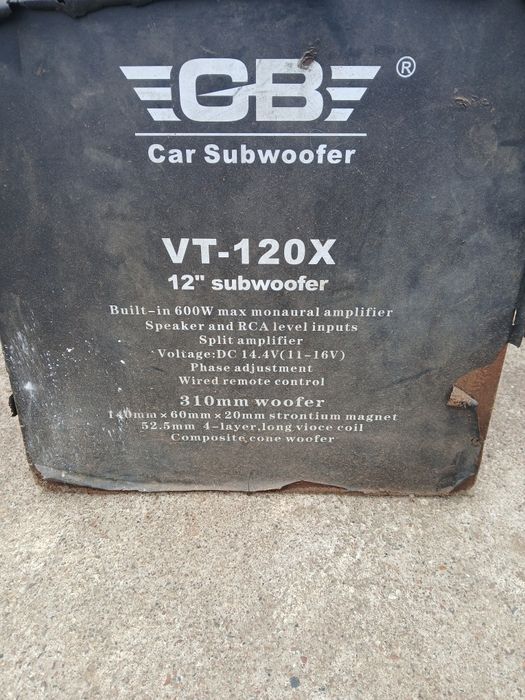 CB ®
Car Subwoofer
VT-120X
12" subwoofer
Built-in 600W max monaural amplifier
Speaker and RCA level inputs
Split amplifier
Voltage:DC 14.4V(11-16V)
Phase adjustment
Wired remote control
310mm woofer
140mm×60mm×20mm strontium magnet
52.5mm 4-layer,long vioce coil
Composite cone woofer